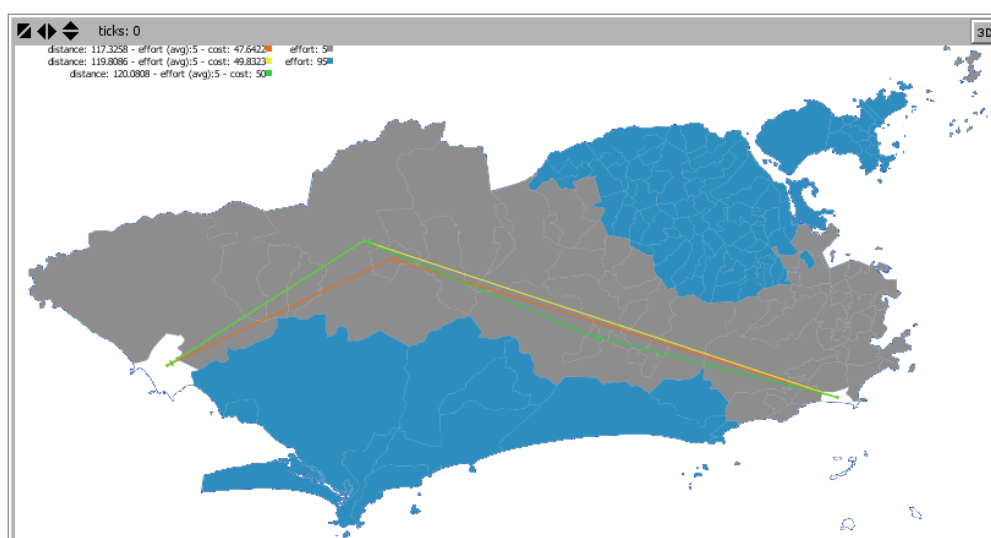 ticks: 0
3D
distance: 117.3258 - effort (avg):5 - cost: 47.6422 effort: 5
distance: 119.8086 - effort (avg):5 - cost: 49.8323 effort: 95
distance: 120.0808 - effort (avg):5 - cost: 50